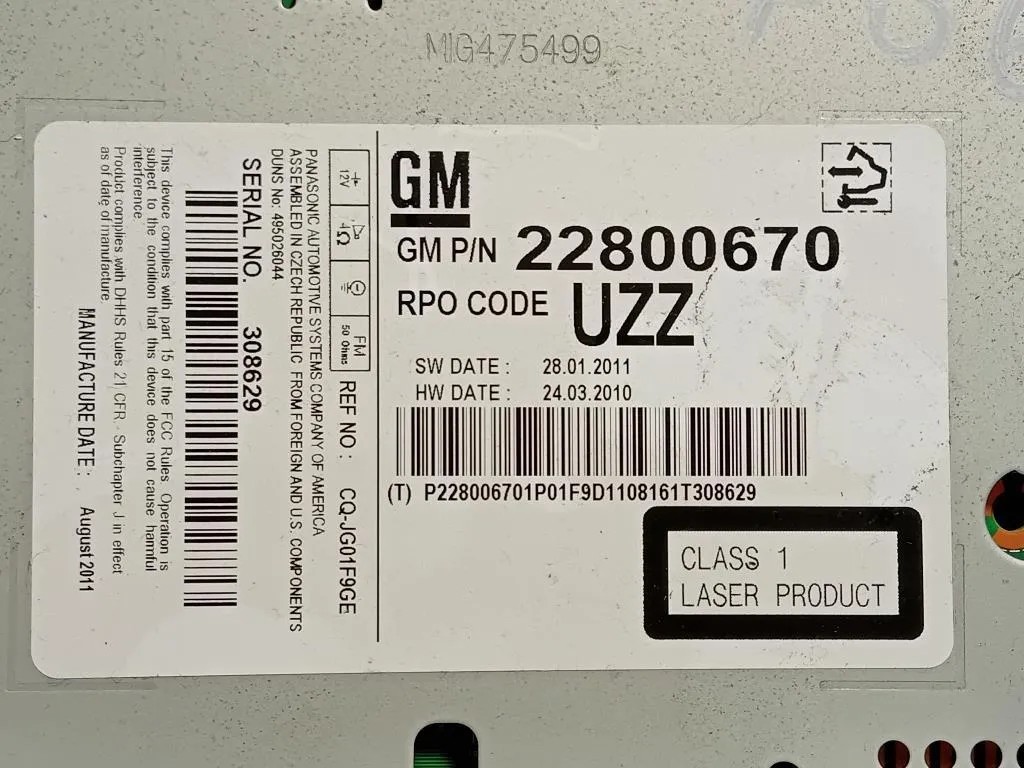 MIG475499
GM
GM P/N 22800670
RPO CODE UZZ
SW DATE : 28.01.2011
HW DATE : 24.03.2010
(T) P228006701P01F9D1108161T308629
CLASS 1
LASER PRODUCT
12V
4Ω
FM
50 Ohms
REF NO : CQ-JG01F9GE
PANASONIC AUTOMOTIVE SYSTEMS COMPANY OF AMERICA
ASSEMBLED IN CZECH REPUBLIC FROM FOREIGN AND U.S. COMPONENTS
DUNS No: 495026044
SERIAL NO. 308629
This device complies with part 15 of the FCC Rules. Operation is
subject to the condition that this device does not cause harmful
interference.
Product complies with DHHS Rules 21 CFR, Subchapter J in effect
as of date of manufacture.
MANUFACTURE DATE : August 2011